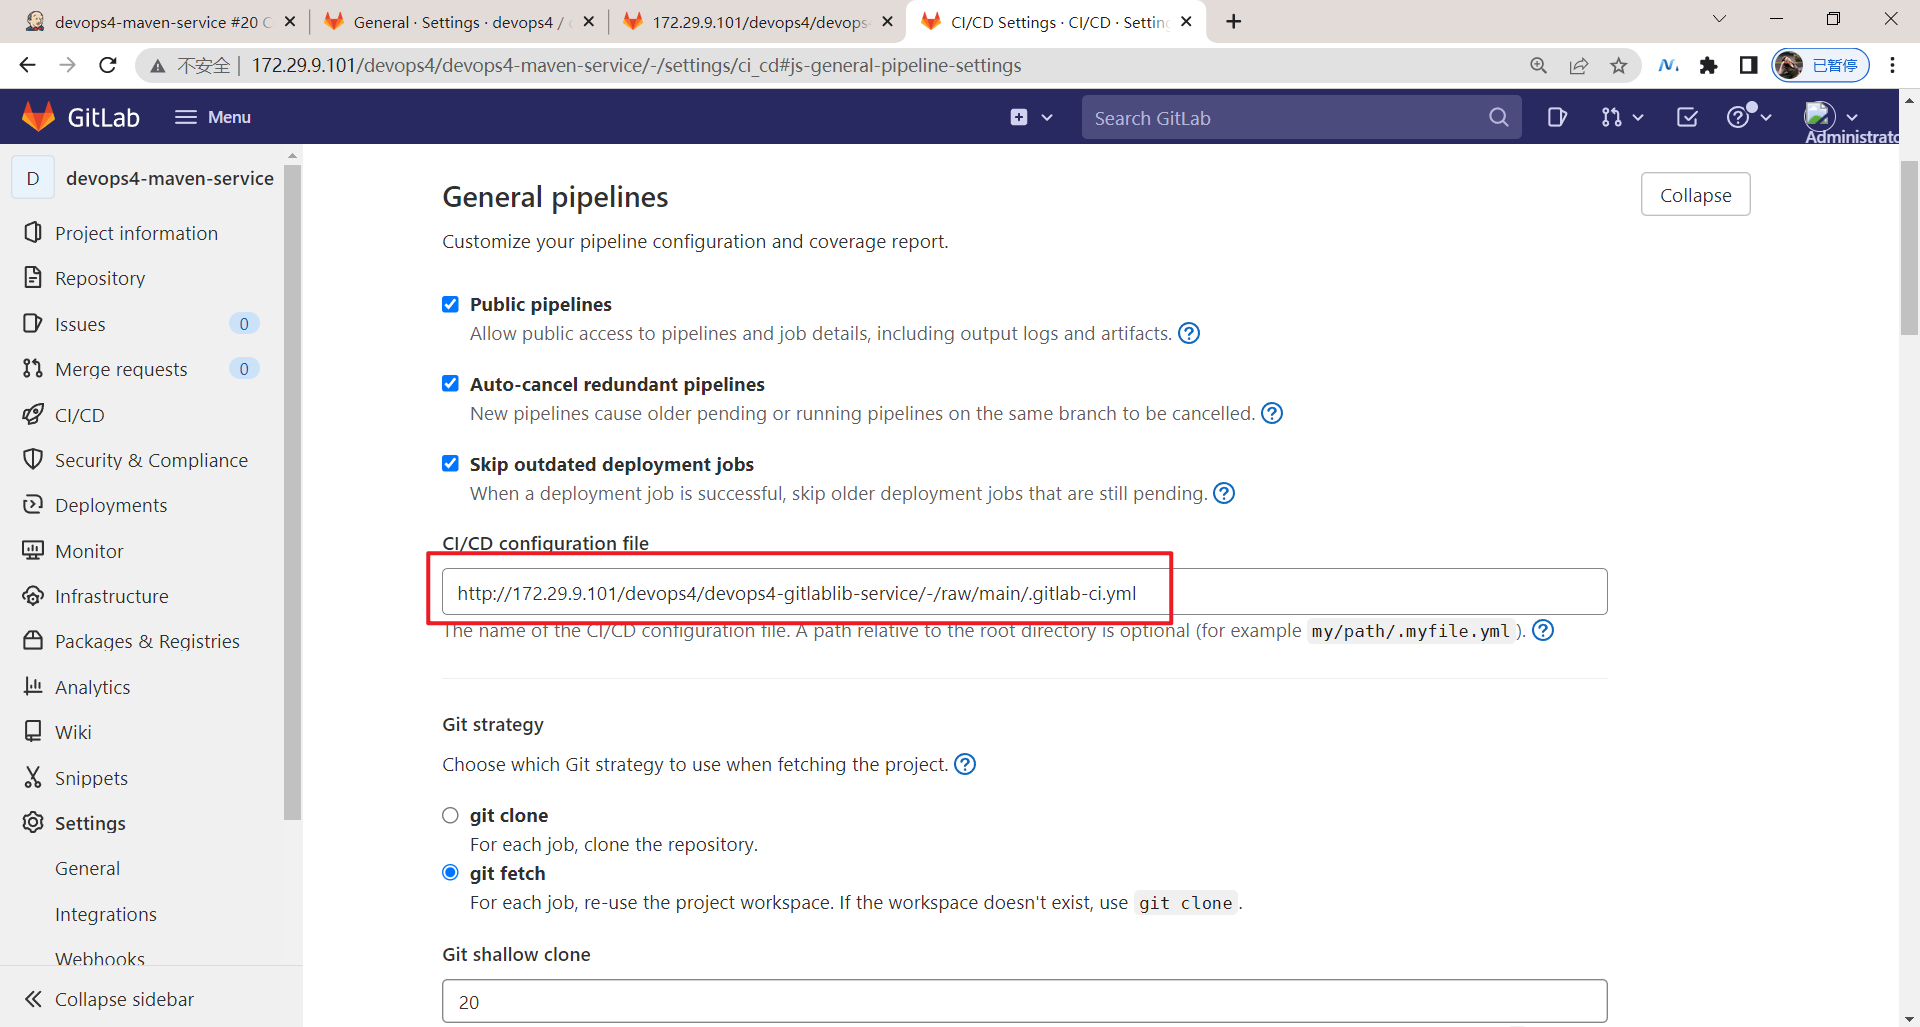 devops4-maven-service #20 C
General · Settings · devops4 /
172.29.9.101/devops4/devops
CI/CD Settings · CI/CD · Settin
不安全
172.29.9.101/devops4/devops4-maven-service/-/settings/ci_cd#js-general-pipeline-settings
已暂停
GitLab
Menu
Search GitLab
Administrato
D
devops4-maven-service
Project information
Repository
Issues 0
Merge requests 0
CI/CD
Security & Compliance
Deployments
Monitor
Infrastructure
Packages & Registries
Analytics
Wiki
Snippets
Settings
General
Integrations
Webhooks
Collapse sidebar
General pipelines
Collapse
Customize your pipeline configuration and coverage report.
Public pipelines
Allow public access to pipelines and job details, including output logs and artifacts.
Auto-cancel redundant pipelines
New pipelines cause older pending or running pipelines on the same branch to be cancelled.
Skip outdated deployment jobs
When a deployment job is successful, skip older deployment jobs that are still pending.
CI/CD configuration file
http://172.29.9.101/devops4/devops4-gitlablib-service/-/raw/main/.gitlab-ci.yml
The name of the CI/CD configuration file. A path relative to the root directory is optional (for example my/path/.myfile.yml).
Git strategy
Choose which Git strategy to use when fetching the project.
git clone
For each job, clone the repository.
git fetch
For each job, re-use the project workspace. If the workspace doesn't exist, use git clone.
Git shallow clone
20